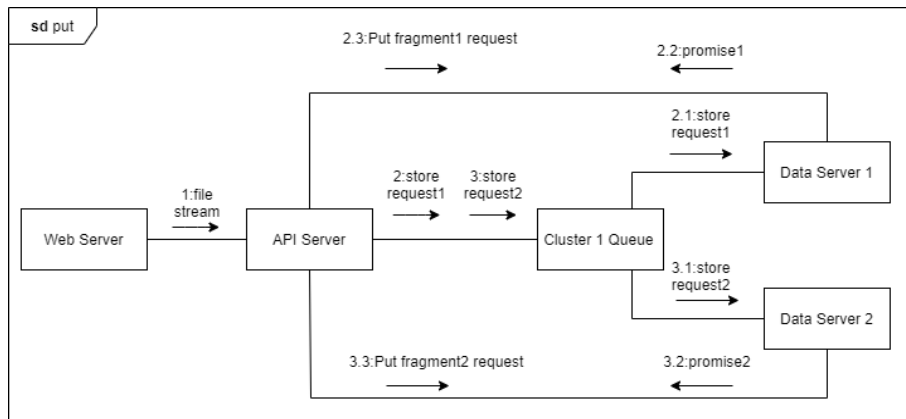 sd put
2.3:Put fragment1 request
2.2:promise1
2.1:store
request1
1:file
stream
2:store
request1
3:store
request2
Data Server 1
Web Server
API Server
Cluster 1 Queue
3.1:store
request2
Data Server 2
3.3:Put fragment2 request
3.2:promise2